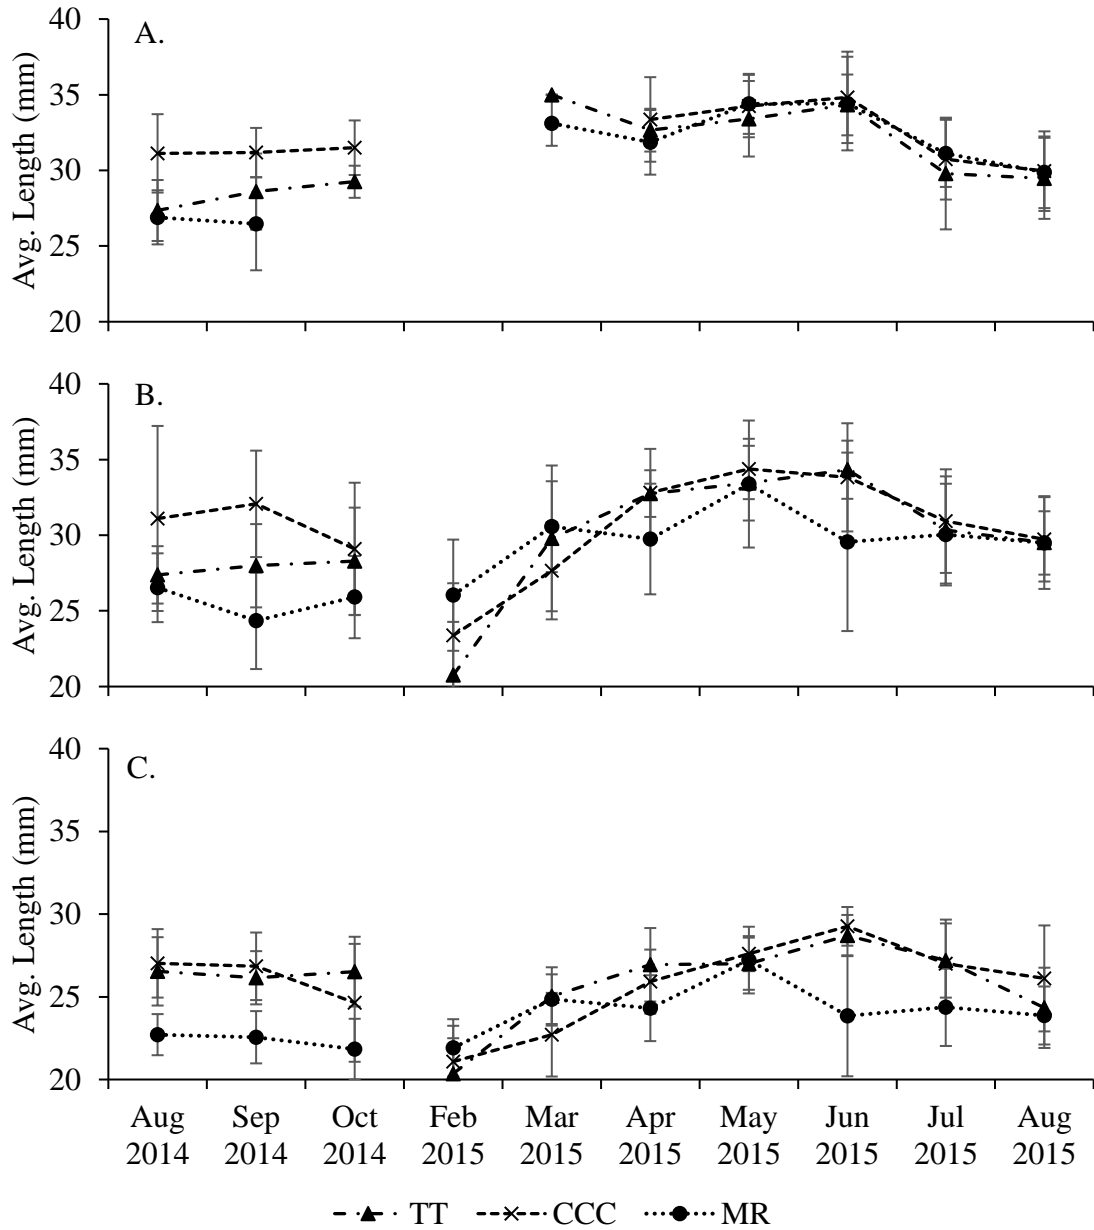 A.
40
35
30
25
20
Avg. Length (mm)
B.
40
35
30
25
20
Avg. Length (mm)
C.
40
35
30
25
20
Avg. Length (mm)
Aug Sep Oct Feb Mar Apr May Jun Jul Aug
2014 2014 2014 2015 2015 2015 2015 2015 2015 2015
TT CCC MR